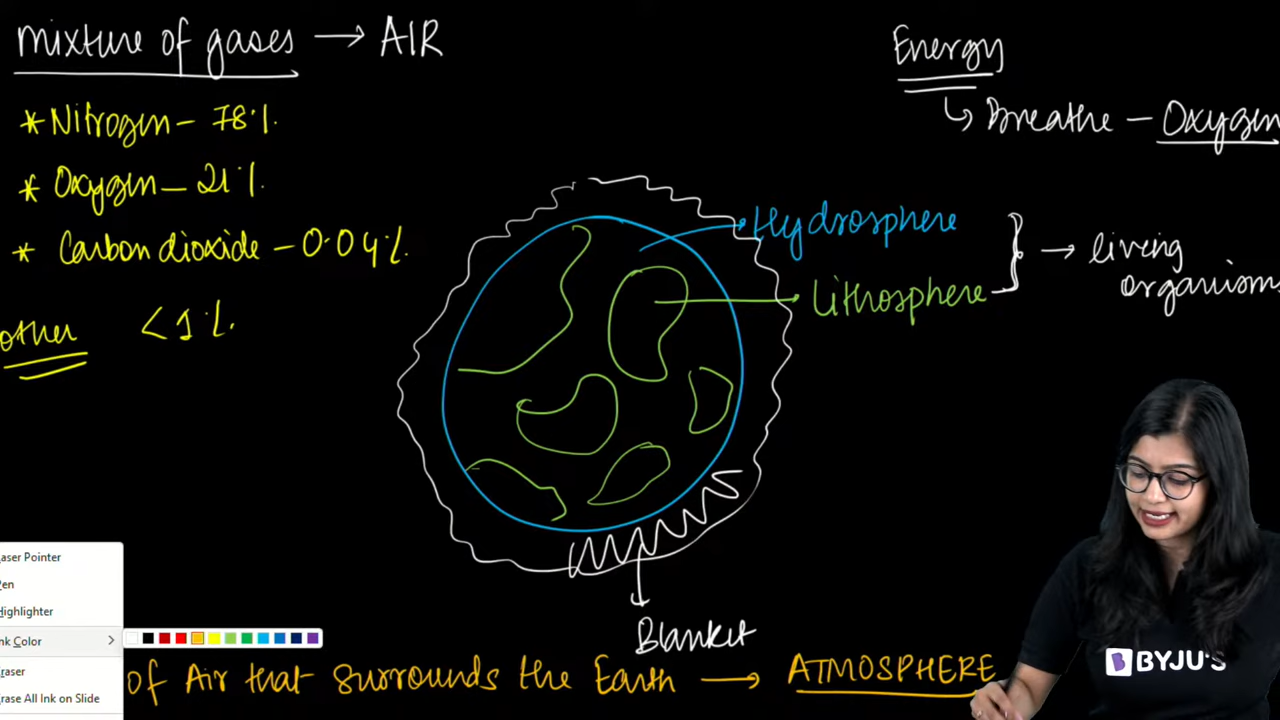 mixture of gases → AIR
* Nitrogen - 78%
* Oxygen - 21%
* Carbon dioxide - 0.04%
other <1%
Energy
↳ Breathe - Oxygen
Hydrosphere
Lithosphere
→ living
organisms
Blanket
of Air that surrounds the Earth → ATMOSPHERE
aser Pointer
Pen
Highlighter
nk Color
raser
rase All Ink on Slide
BYJU'S